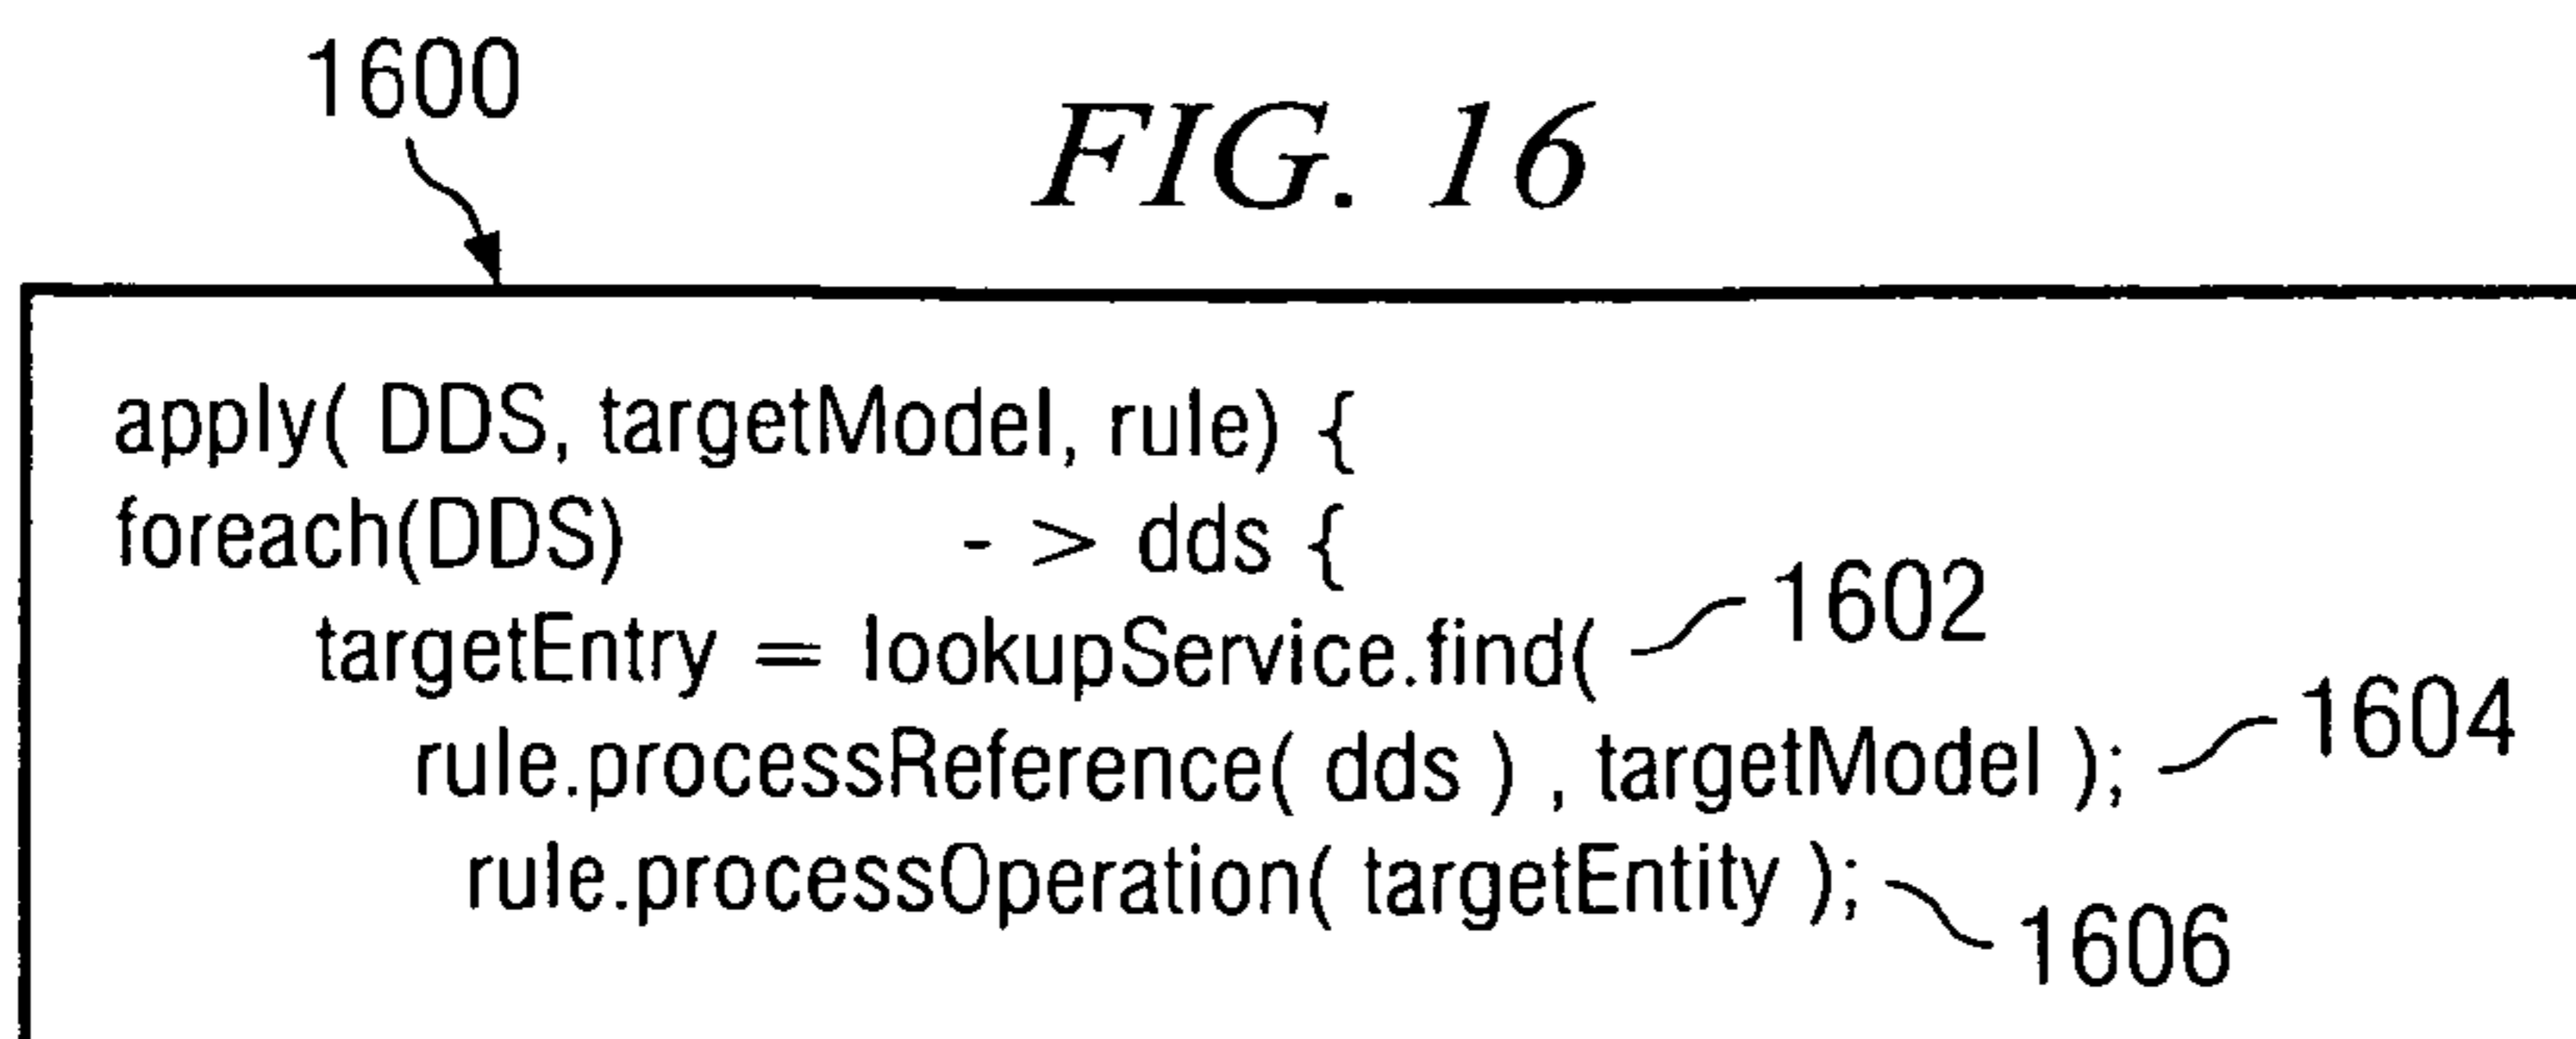 1600
FIG. 16
apply( DDS, targetModel, rule) {
foreach(DDS) - > dds {
targetEntry = lookupService.find( 1602
rule.processReference( dds ) , targetModel ); 1604
rule.processOperation( targetEntity ); 1606